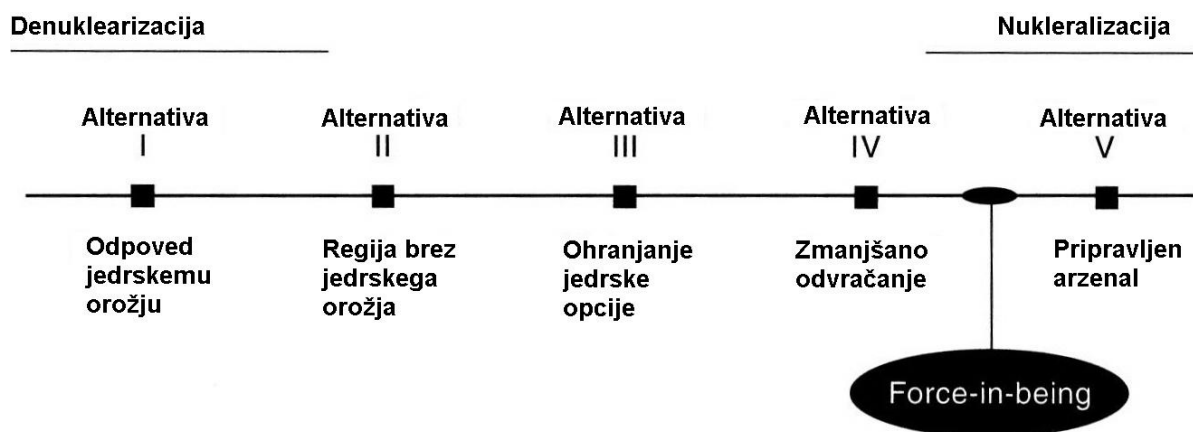 Denuklearizacija
Nukleralizacija
Alternativa
I
Alternativa
II
Alternativa
III
Alternativa
IV
Alternativa
V
Odpoved
jedrskemu
orožju
Regija brez
jedrskega
orožja
Ohranjanje
jedrske
opcije
Zmanjšano
odvračanje
Pripravljen
arzenal
Force-in-being